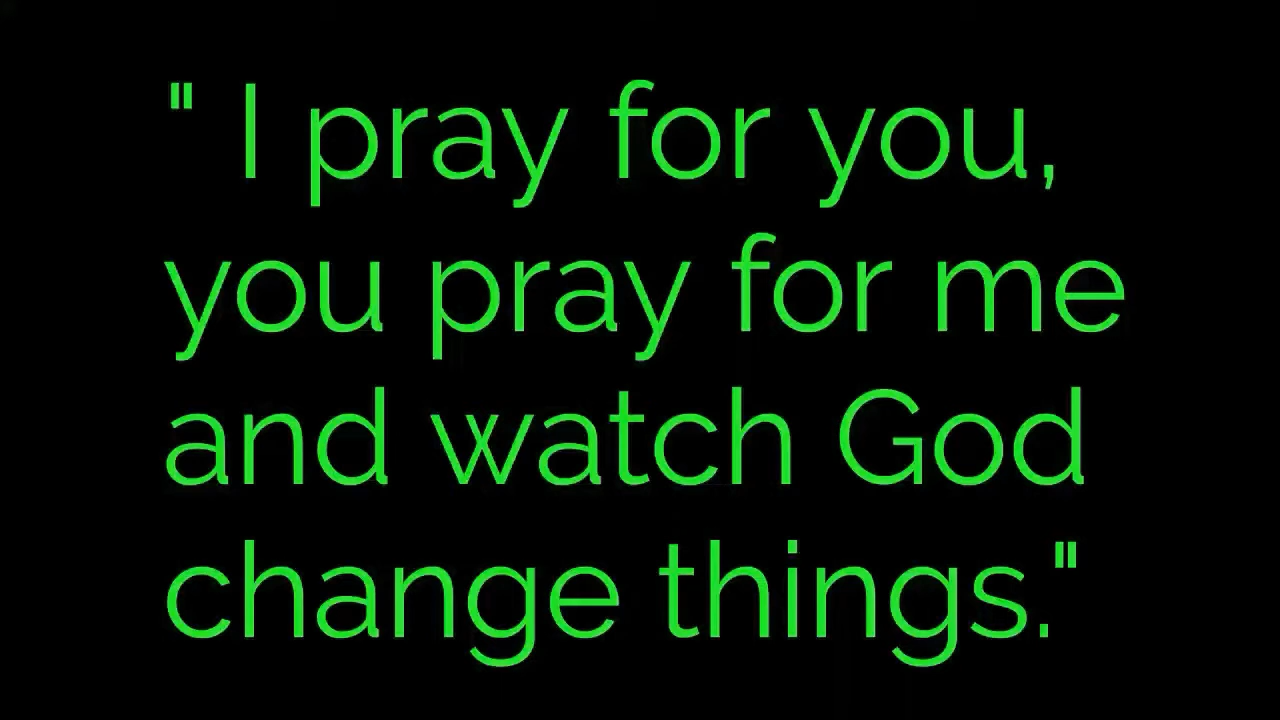 " I pray for you,
you pray for me
and watch God
change things."